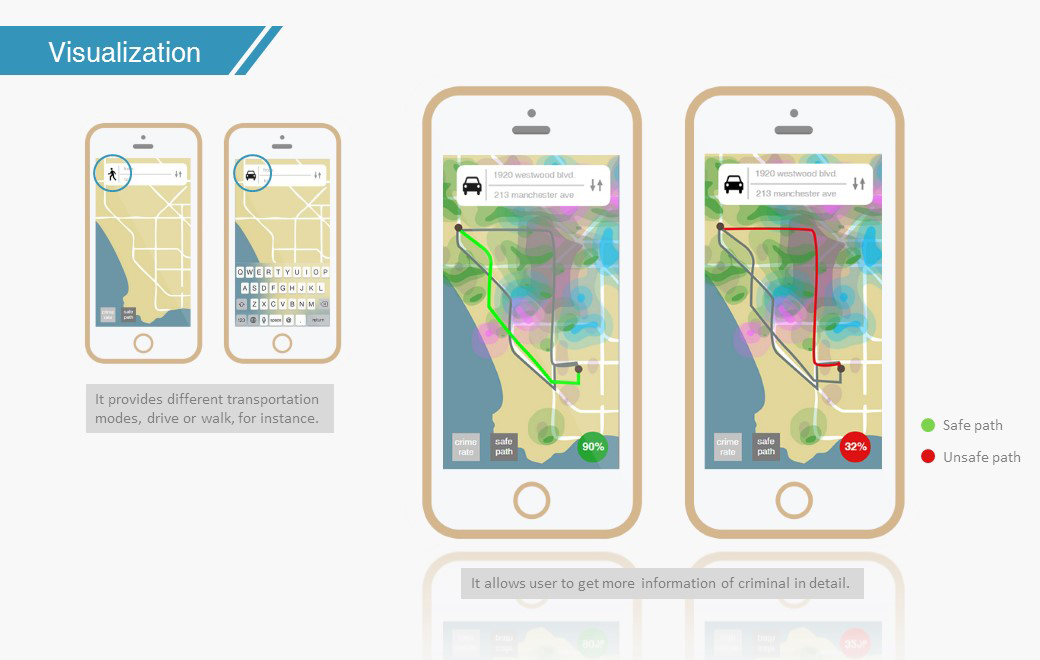 Visualization
crime
rate
safe
path
Q W E R T Y U I O P
A S D F G H J K L
Z X C V B N M
123
space
return
It provides different transportation
modes, drive or walk, for instance.
1920 westwood blvd.
213 manchester ave
crime
rate
safe
path
90%
1920 westwood blvd.
213 manchester ave
crime
rate
safe
path
32%
Safe path
Unsafe path
It allows user to get more information of criminal in detail.